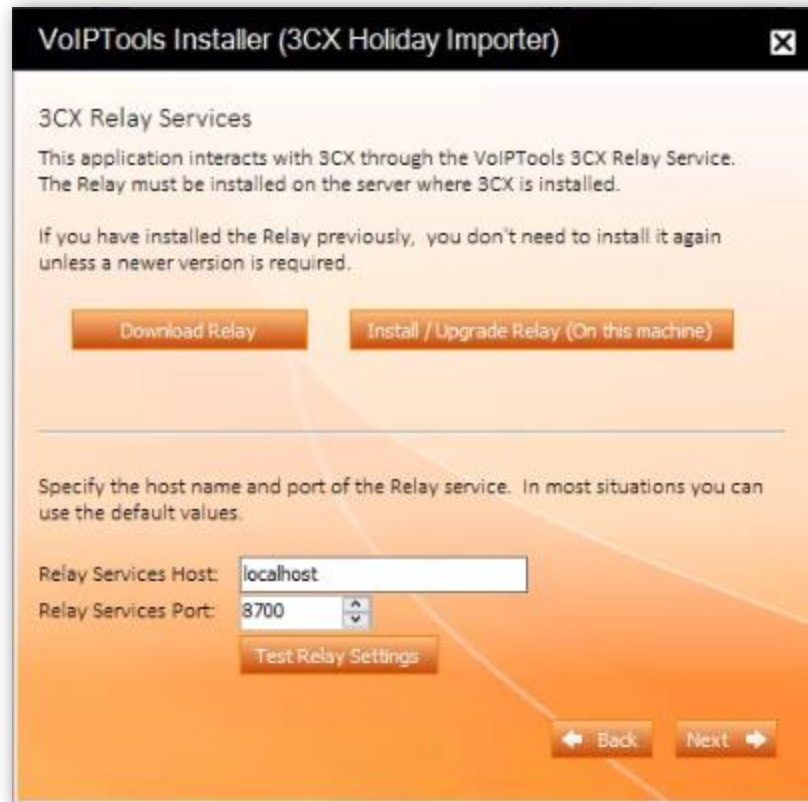 VoIPTools Installer (3CX Holiday Importer)
3CX Relay Services
This application interacts with 3CX through the VoIPTools 3CX Relay Service.
The Relay must be installed on the server where 3CX is installed.
If you have installed the Relay previously, you don't need to install it again
unless a newer version is required.
Download Relay
Install / Upgrade Relay (On this machine)
Specify the host name and port of the Relay service. In most situations you can
use the default values.
Relay Services Host: localhost
Relay Services Port: 8700
Test Relay Settings
Back
Next